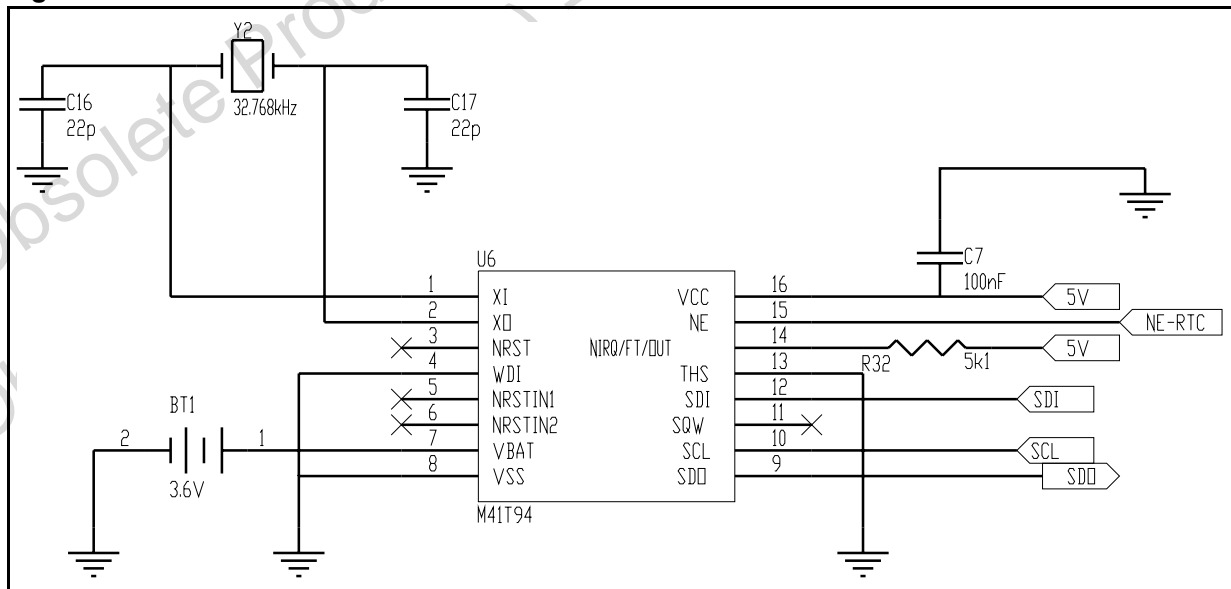 Obsolete Produ
Y2
32.768kHz
C16
22p
C17
22p
C7
100nF
U6
1 XI VCC 16 5V
2 XO NE 15 NE-RTC
3 NRST NIRQ/FT/OUT 14 R32 5k1 5V
4 WDI THS 13
5 NRSTIN1 SDI 12 SDI
6 NRSTIN2 SQW 11
7 VBAT SCL 10 SCL
8 VSS SDO 9 SDO
M41T94
BT1
2 1
3.6V